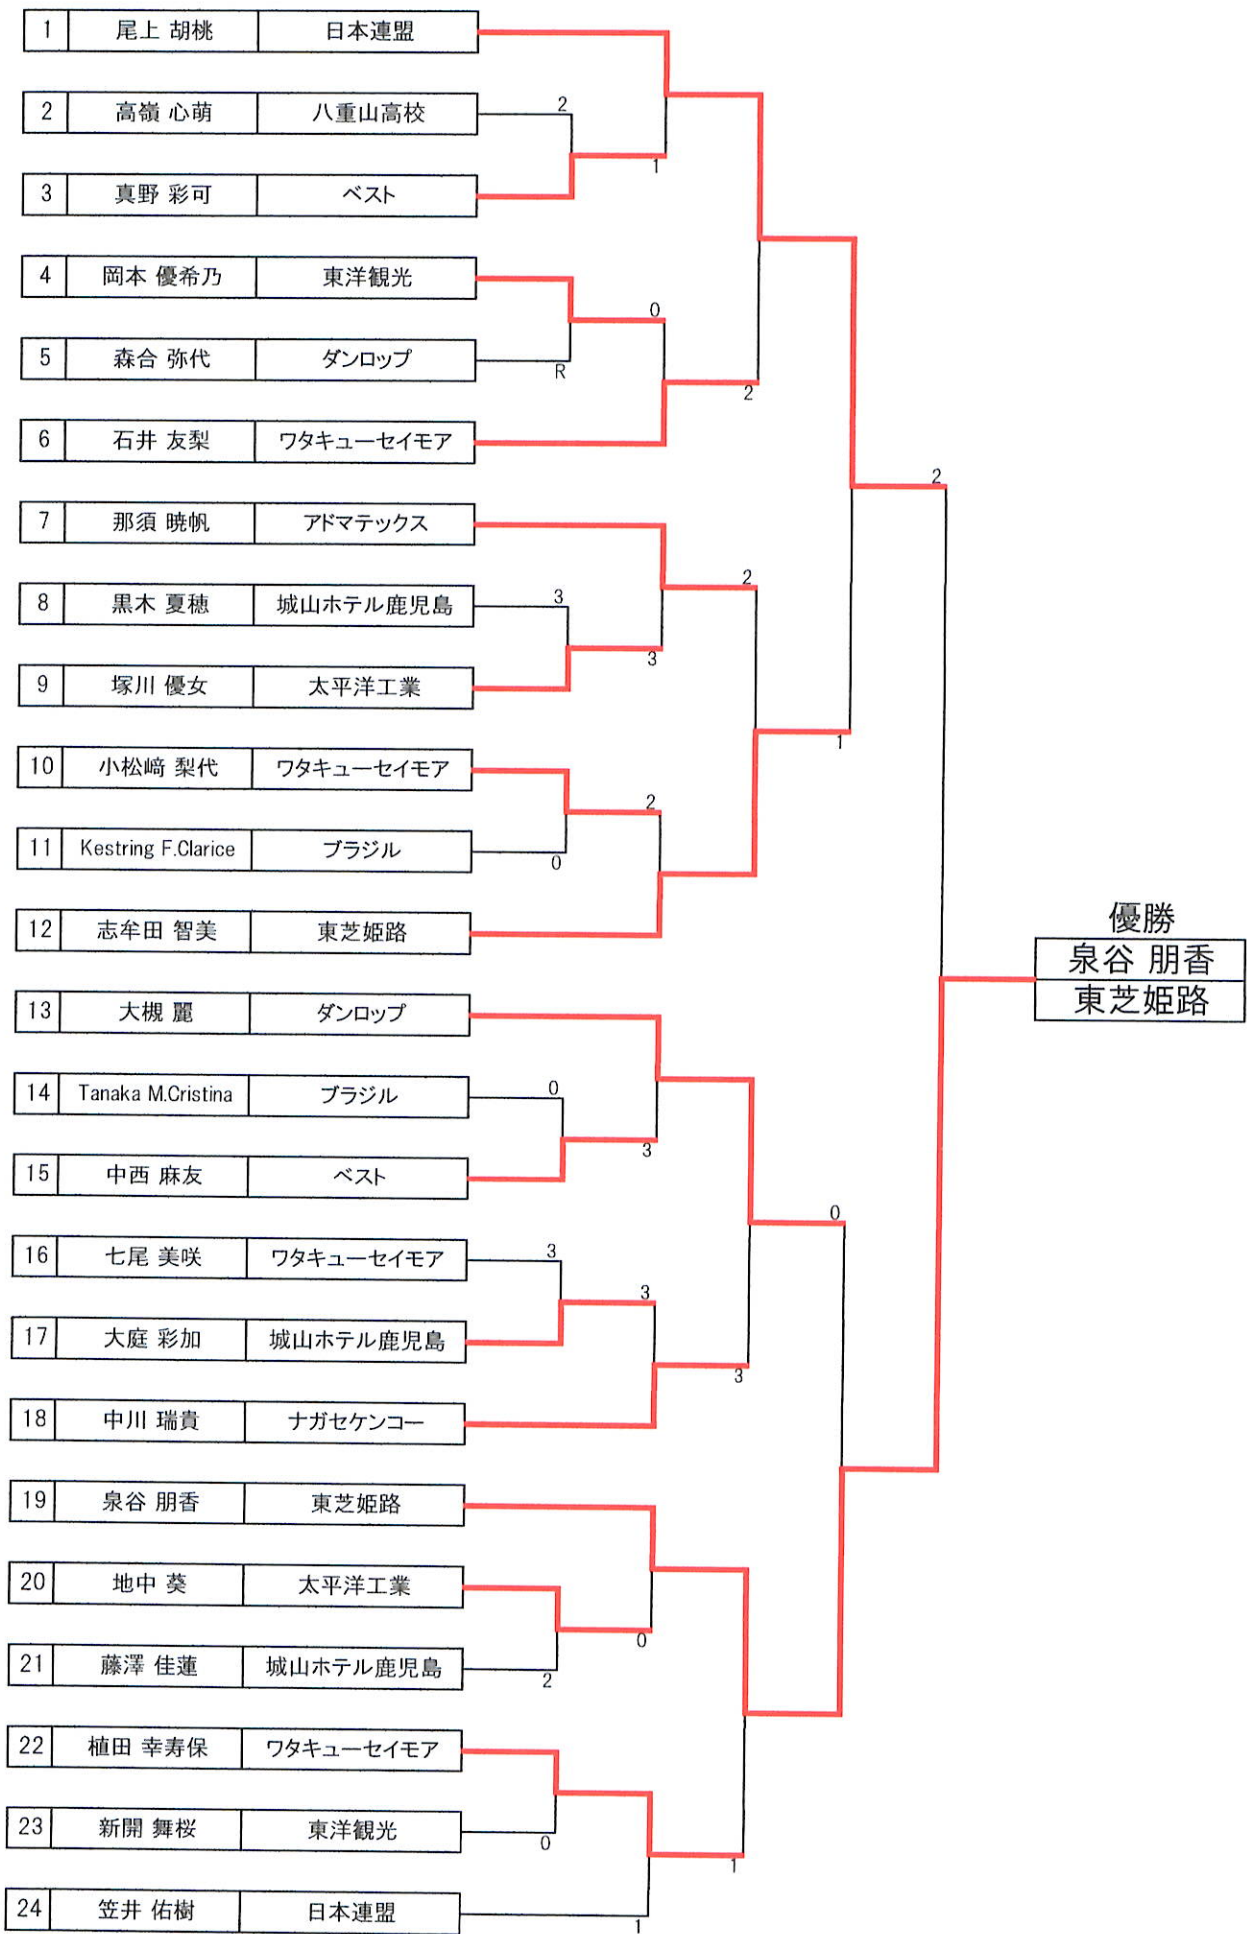 1 尾上 胡桃 日本連盟
2 高嶺 心萌 八重山高校 2
1
3 真野 彩可 ベスト
4 岡本 優希乃 東洋観光
0
5 森合 弥代 ダンロップ R
2
6 石井 友梨 ワタキューセイモア
2
7 那須 暁帆 アドマテックス
2
8 黒木 夏穂 城山ホテル鹿児島 3
3
9 塚川 優女 太平洋工業
1
10 小松﨑 梨代 ワタキューセイモア
2
11 Kestring F.Clarice ブラジル 0
12 志牟田 智美 東芝姫路
優勝
泉谷 朋香
東芝姫路
13 大槻 麗 ダンロップ
14 Tanaka M.Cristina ブラジル 0
3
15 中西 麻友 ベスト
0
16 七尾 美咲 ワタキューセイモア 3
3
17 大庭 彩加 城山ホテル鹿児島
3
18 中川 瑞貴 ナガセケンコー
19 泉谷 朋香 東芝姫路
20 地中 葵 太平洋工業
0
21 藤澤 佳蓮 城山ホテル鹿児島 2
22 植田 幸寿保 ワタキューセイモア
23 新開 舞桜 東洋観光 0
1
24 笠井 佑樹 日本連盟 1